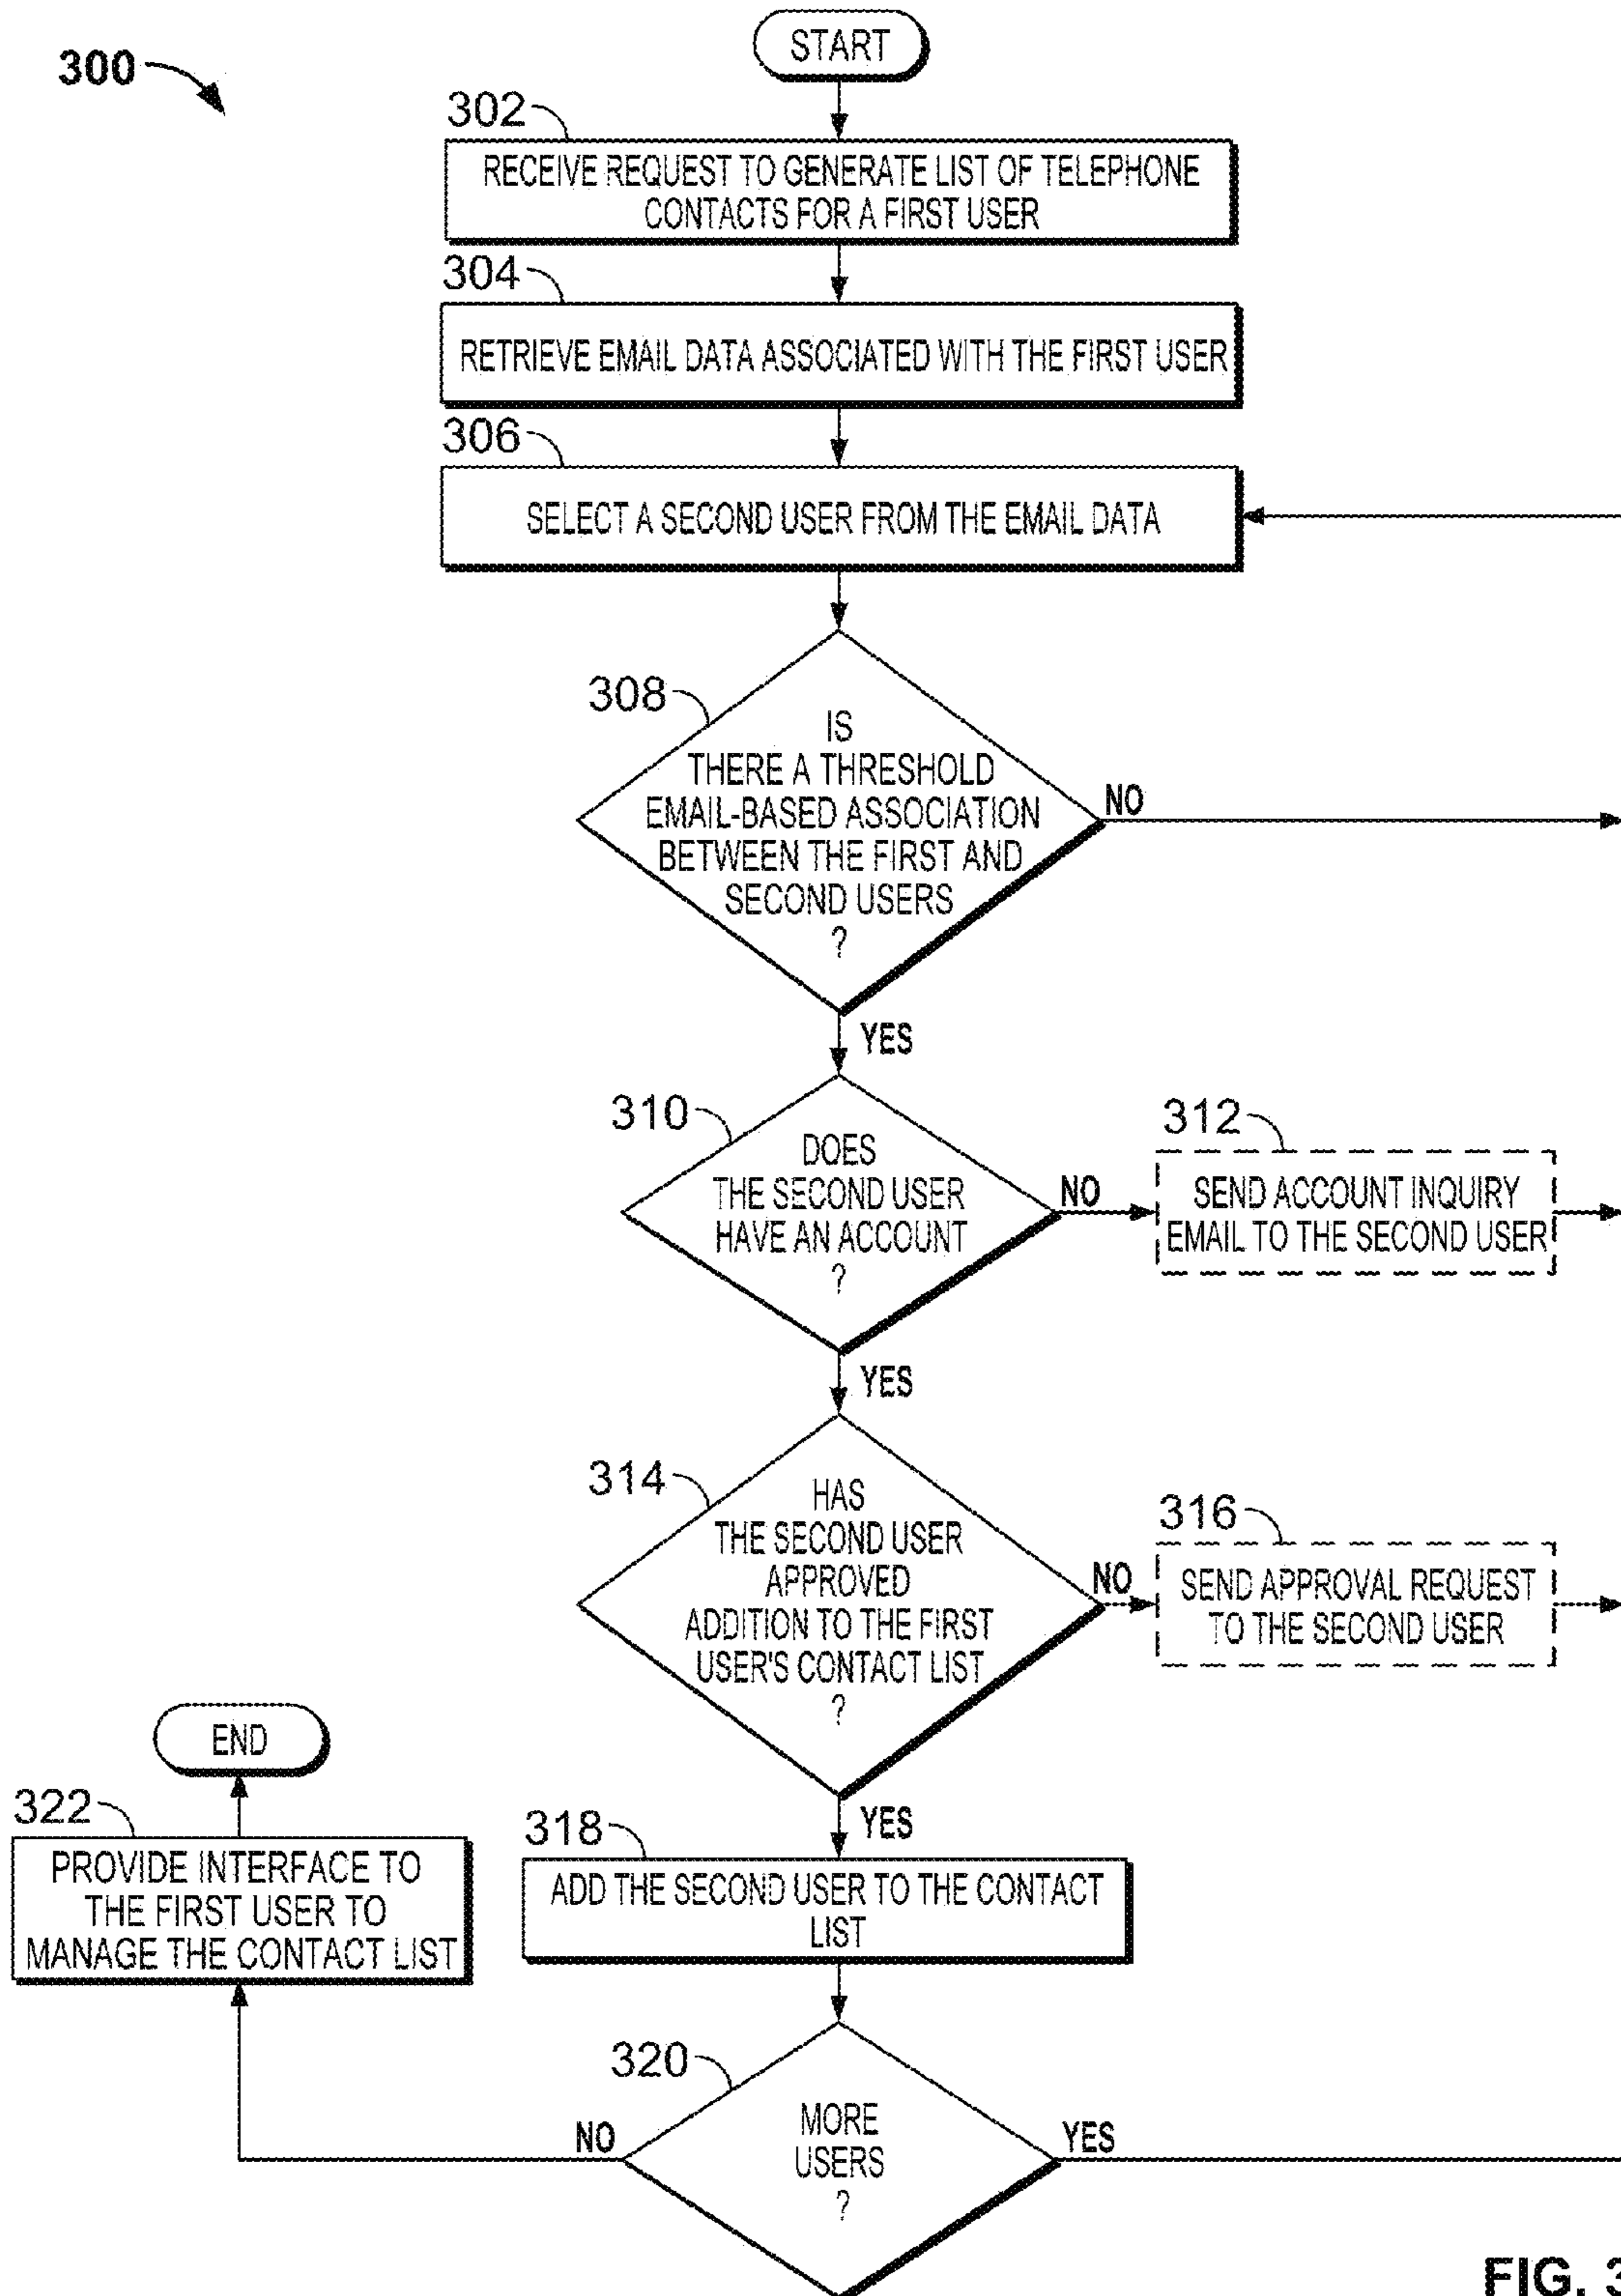 300
START
302
RECEIVE REQUEST TO GENERATE LIST OF TELEPHONE
CONTACTS FOR A FIRST USER
304
RETRIEVE EMAIL DATA ASSOCIATED WITH THE FIRST USER
306
SELECT A SECOND USER FROM THE EMAIL DATA
308
IS
THERE A THRESHOLD
EMAIL-BASED ASSOCIATION
BETWEEN THE FIRST AND
SECOND USERS
?
NO
YES
310
DOES
THE SECOND USER
HAVE AN ACCOUNT
?
NO
312
SEND ACCOUNT INQUIRY
EMAIL TO THE SECOND USER
YES
314
HAS
THE SECOND USER
APPROVED
ADDITION TO THE FIRST
USER'S CONTACT LIST
?
NO
316
SEND APPROVAL REQUEST
TO THE SECOND USER
YES
318
ADD THE SECOND USER TO THE CONTACT
LIST
320
MORE
USERS
?
YES
NO
322
PROVIDE INTERFACE TO
THE FIRST USER TO
MANAGE THE CONTACT LIST
END
FIG. 3